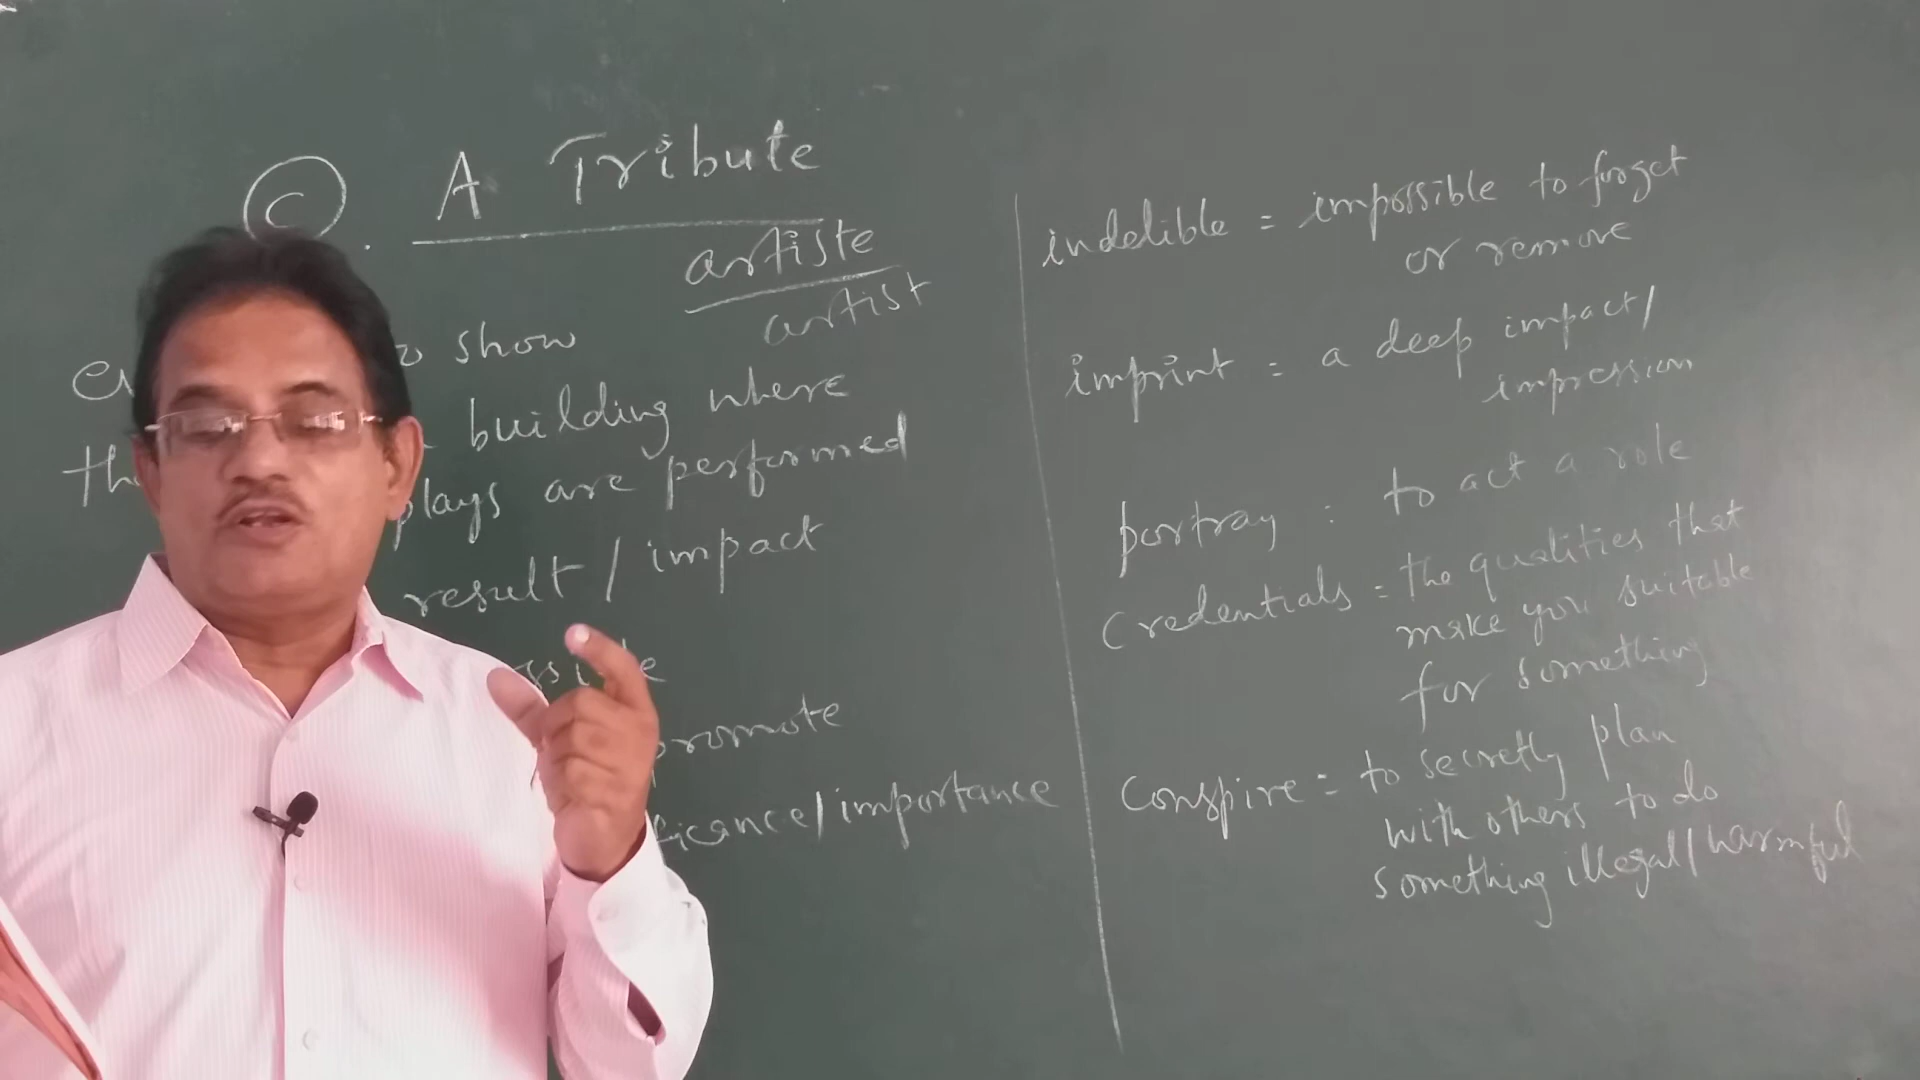 C. A Tribute
artiste
artist
show
building where
plays are performed
result / impact
promote
ficance/importance
indelible = impossible to forget
or remove
imprint = a deep impact/
impression
portray : to act a role
Credentials = the qualities that
make you suitable
for something
Conspire = to secretly plan
with others to do
something illegal/harmful